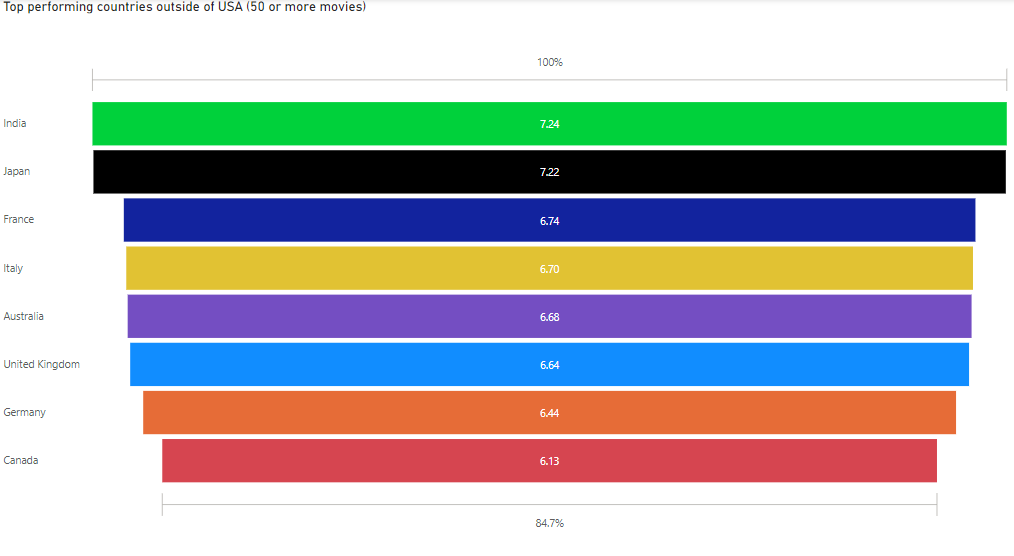 Top performing countries outside of USA (50 or more movies)
100%
India 7.24
Japan 7.22
France 6.74
Italy 6.70
Australia 6.68
United Kingdom 6.64
Germany 6.44
Canada 6.13
84.7%